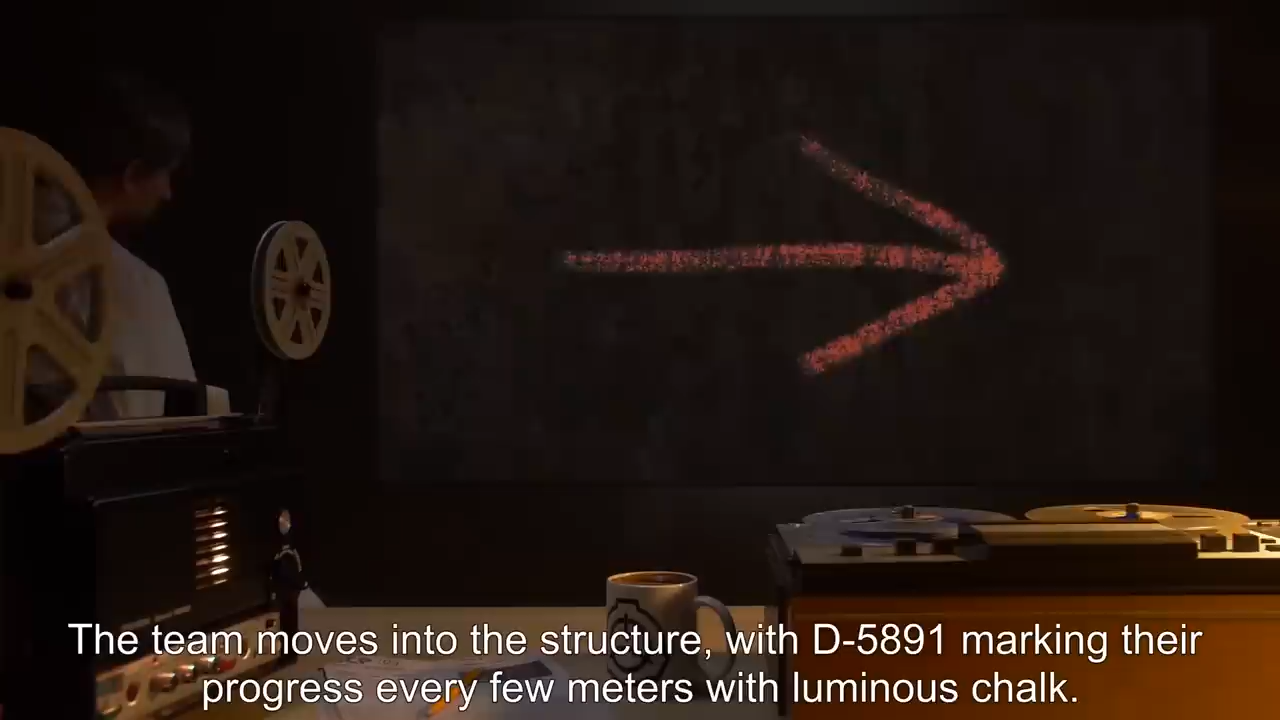 The team moves into the structure, with D-5891 marking their
progress every few meters with luminous chalk.